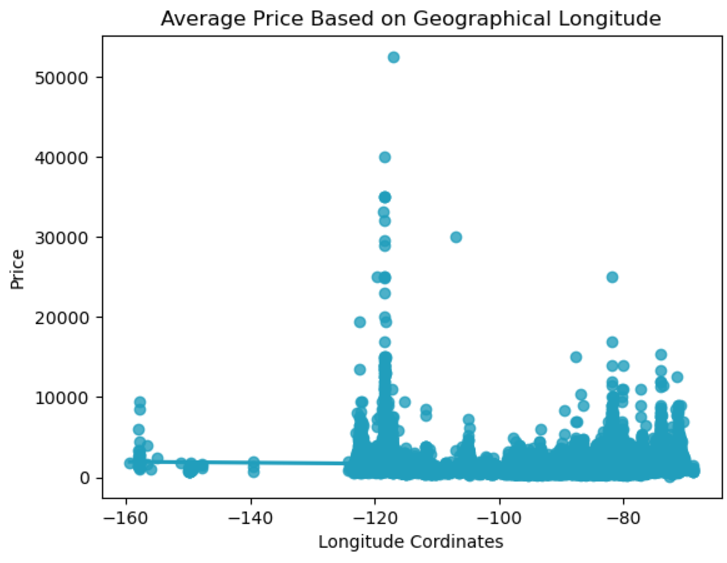 Average Price Based on Geographical Longitude
50000
40000
30000
20000
10000
0
Price
−160 −140 −120 −100 −80
Longitude Cordinates